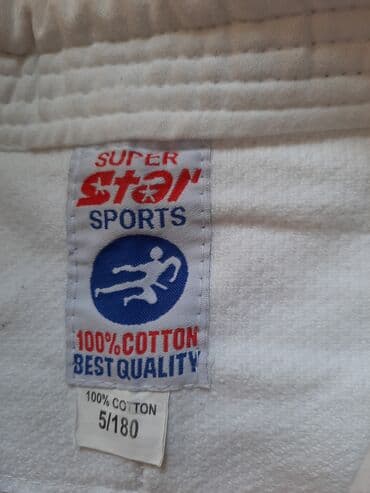 SUPER
Star
SPORTS
100%COTTON
BEST QUALITY
100% COTTON
5/180